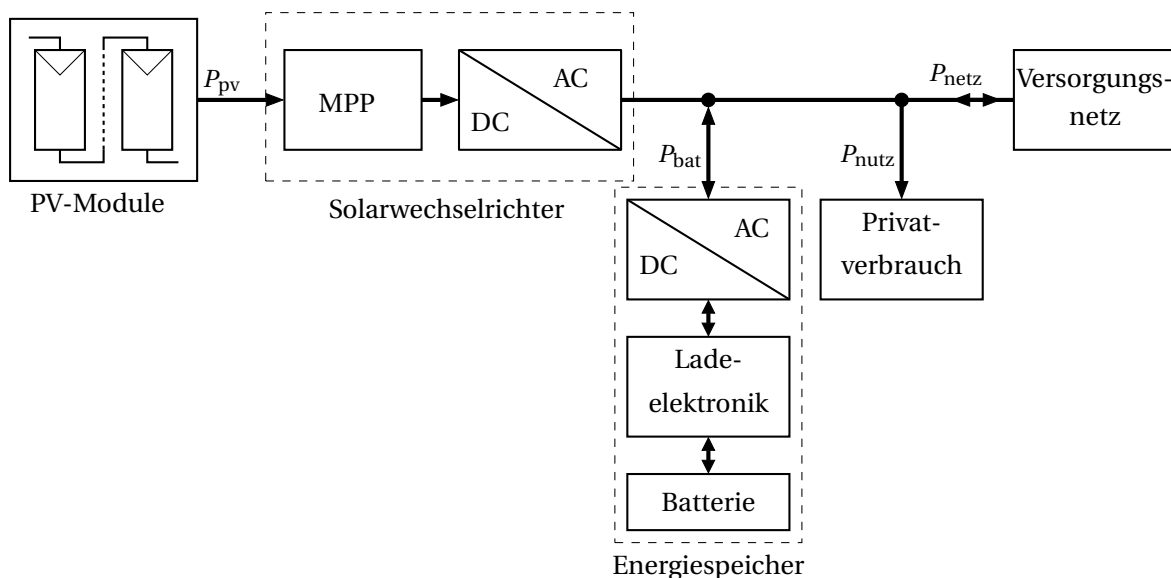 PV-Module
P_pv
MPP
DC
AC
Solarwechselrichter
P_bat
DC
AC
Lade-
elektronik
Batterie
Energiespeicher
P_nutz
Privat-
verbrauch
P_netz
Versorgungs-
netz